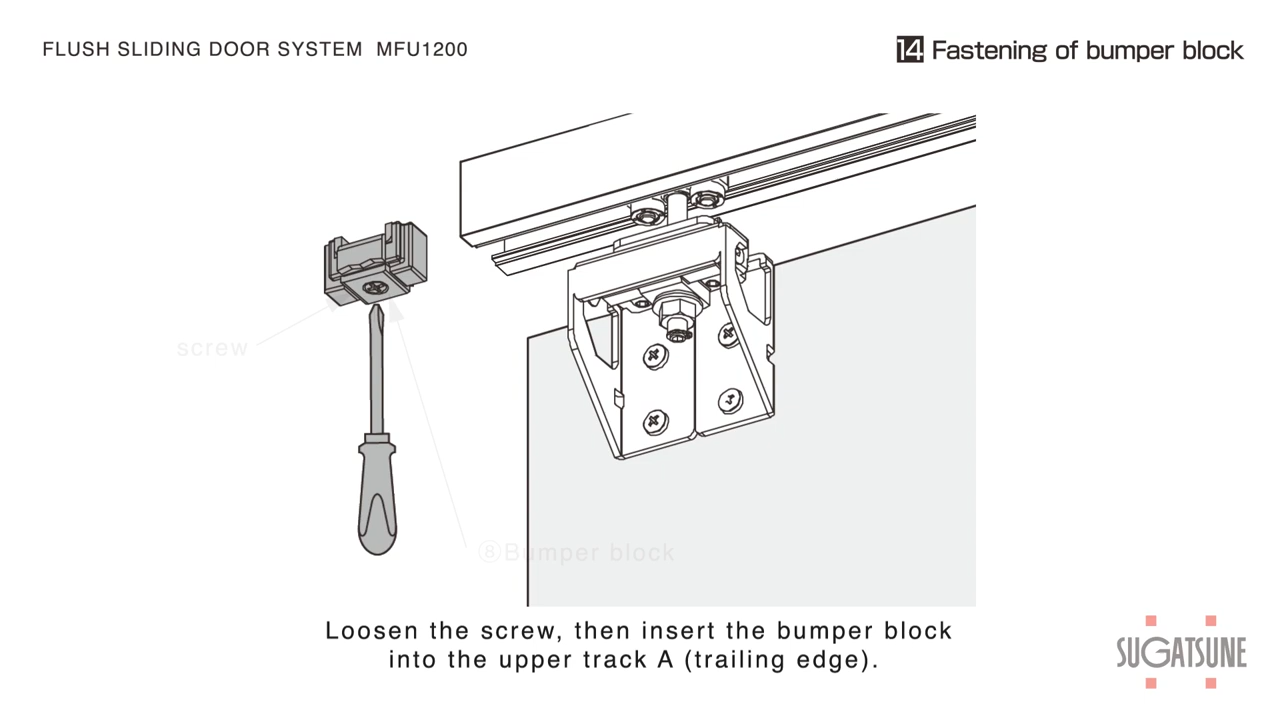 FLUSH SLIDING DOOR SYSTEM MFU1200
14 Fastening of bumper block
screw
⑧Bumper block
Loosen the screw, then insert the bumper block
into the upper track A (trailing edge).
SUGATSUNE